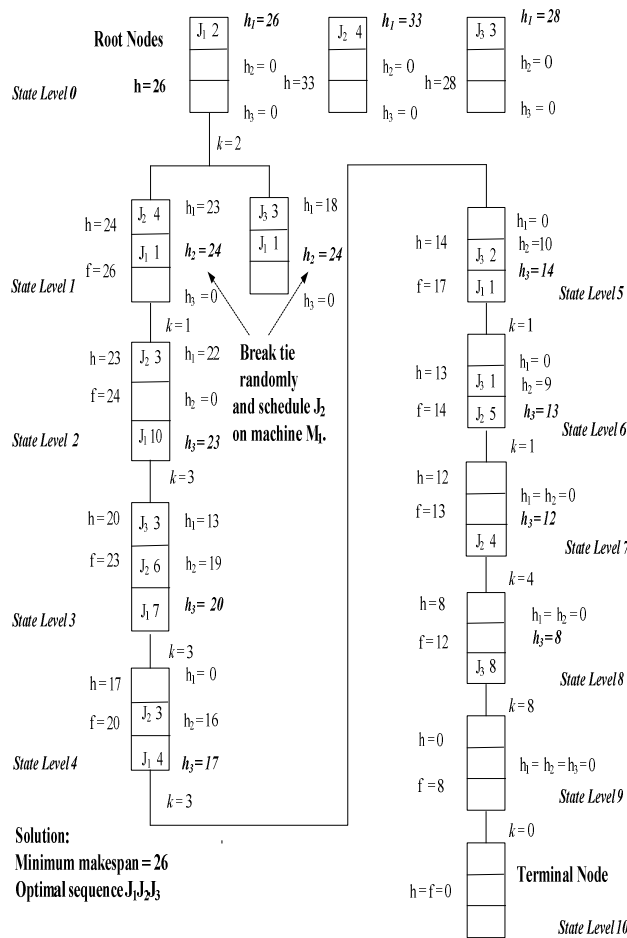 Root Nodes
J₁ 2
h₁=26
h₂=0
h₃=0
h=26
J₂ 4
h₁=33
h₂=0
h₃=0
h=33
J₃ 3
h₁=28
h₂=0
h₃=0
h=28
State Level 0
k=2
h=24
f=26
J₂ 4
J₁ 1
h₁=23
h₂=24
h₃=0
J₃ 3
J₁ 1
h₁=18
h₂=24
h₃=0
State Level 1
k=1
Break tie
randomly
and schedule J₂
on machine M₁.
h=23
f=24
J₂ 3
J₁ 10
h₁=22
h₂=0
h₃=23
State Level 2
k=3
h=20
f=23
J₃ 3
J₂ 6
J₁ 7
h₁=13
h₂=19
h₃=20
State Level 3
k=3
h=17
f=20
J₂ 3
J₁ 4
h₁=0
h₂=16
h₃=17
State Level 4
k=3
h=14
f=17
J₃ 2
J₁ 1
h₁=0
h₂=10
h₃=14
State Level 5
k=1
h=13
f=14
J₃ 1
J₂ 5
h₁=0
h₂=9
h₃=13
State Level 6
k=1
h=12
f=13
J₂ 4
h₁= h₂=0
h₃=12
State Level 7
k=4
h=8
f=12
J₃ 8
h₁= h₂=0
h₃=8
State Level 8
k=8
h=0
f=8
h₁= h₂= h₃=0
State Level 9
k=0
Terminal Node
h=f=0
State Level 10
Solution:
Minimum makespan = 26
Optimal sequence J₁J₂J₃